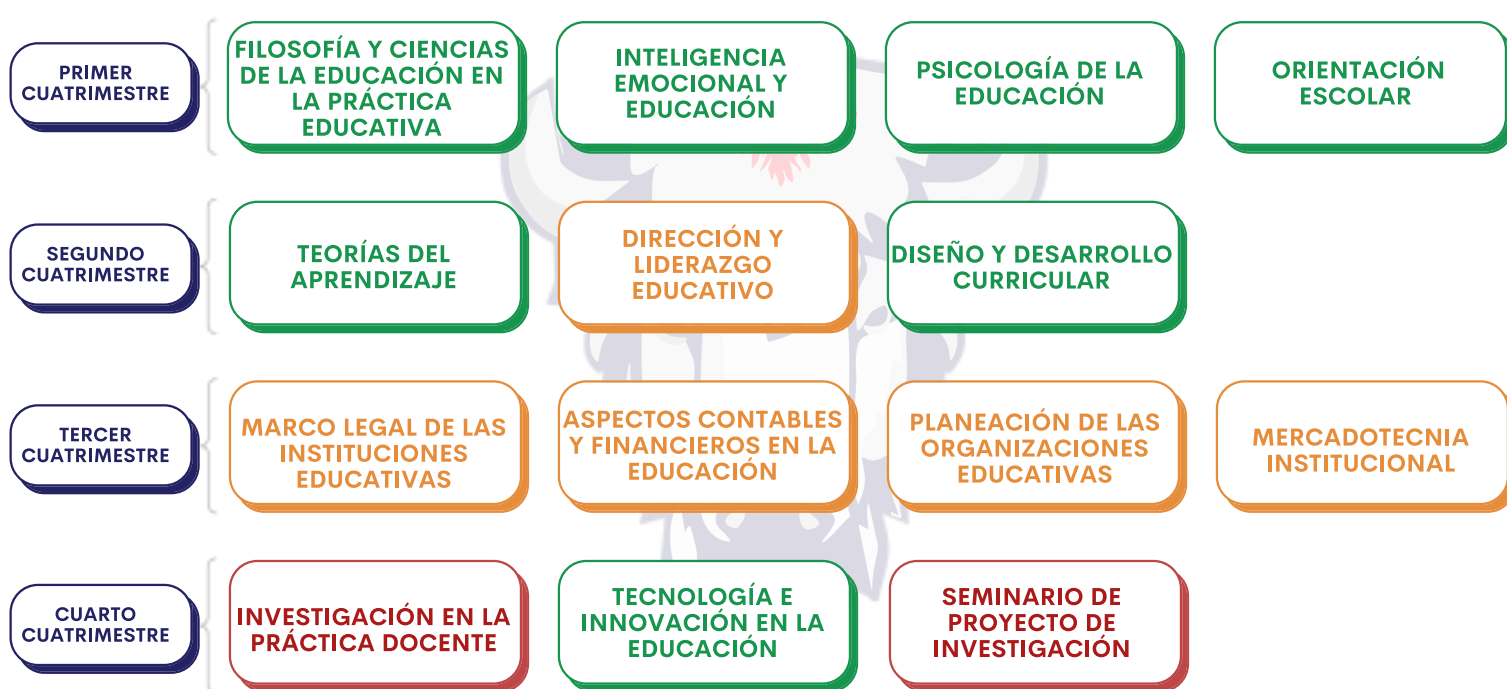 PRIMER
CUATRIMESTRE
FILOSOFÍA Y CIENCIAS
DE LA EDUCACIÓN EN
LA PRÁCTICA
EDUCATIVA
INTELIGENCIA
EMOCIONAL Y
EDUCACIÓN
PSICOLOGÍA DE LA
EDUCACIÓN
ORIENTACIÓN
ESCOLAR
SEGUNDO
CUATRIMESTRE
TEORÍAS DEL
APRENDIZAJE
DIRECCIÓN Y
LIDERAZGO
EDUCATIVO
DISEÑO Y DESARROLLO
CURRICULAR
TERCER
CUATRIMESTRE
MARCO LEGAL DE LAS
INSTITUCIONES
EDUCATIVAS
ASPECTOS CONTABLES
Y FINANCIEROS EN LA
EDUCACIÓN
PLANEACIÓN DE LAS
ORGANIZACIONES
EDUCATIVAS
MERCADOTECNIA
INSTITUCIONAL
CUARTO
CUATRIMESTRE
INVESTIGACIÓN EN LA
PRÁCTICA DOCENTE
TECNOLOGÍA E
INNOVACIÓN EN LA
EDUCACIÓN
SEMINARIO DE
PROYECTO DE
INVESTIGACIÓN